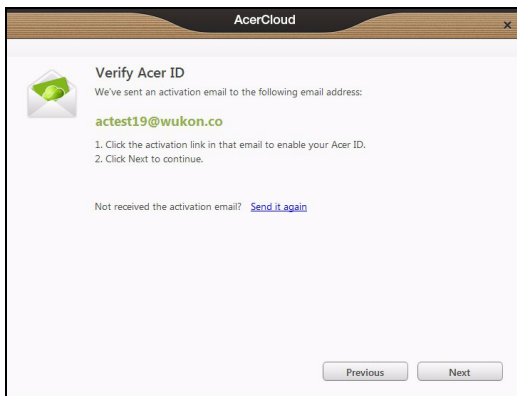 AcerCloud
Verify Acer ID
We've sent an activation email to the following email address:
actest19@wukon.co
1. Click the activation link in that email to enable your Acer ID.
2. Click Next to continue.
Not received the activation email? Send it again
Previous Next